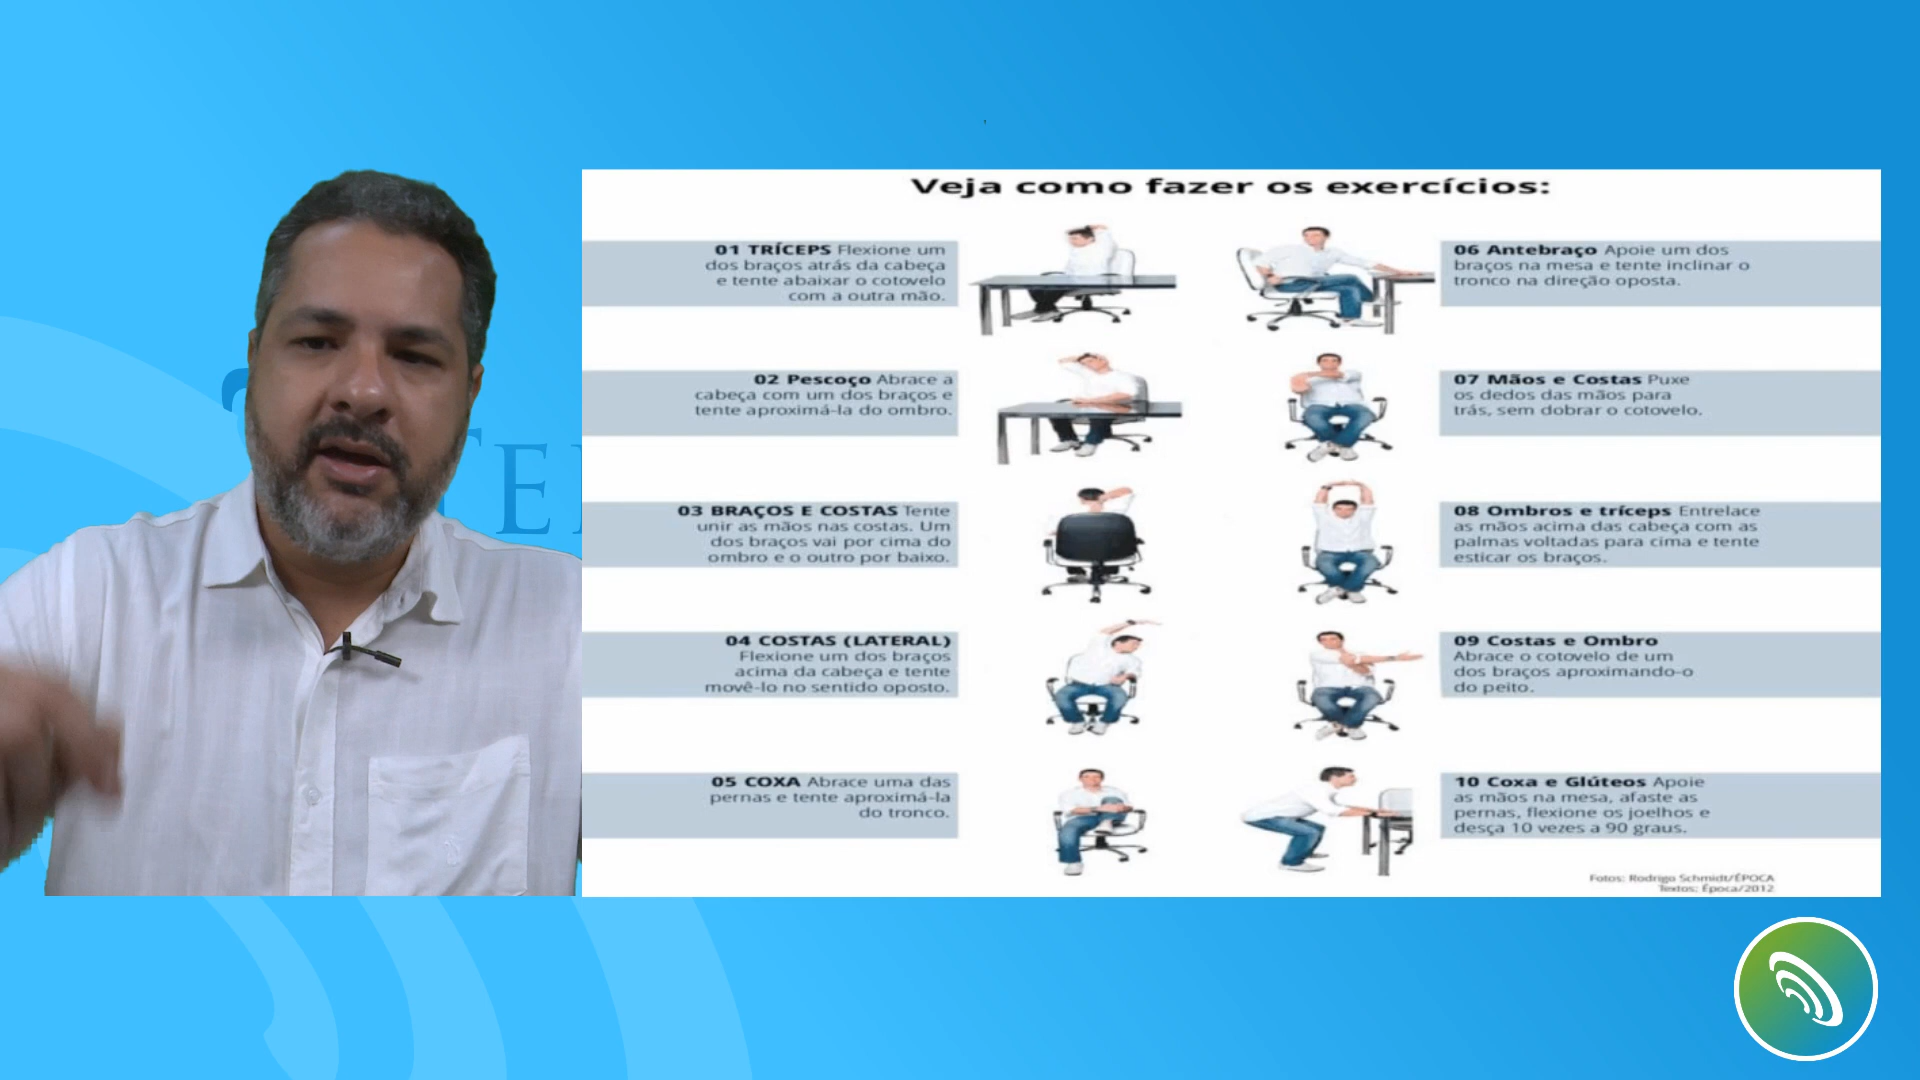 Veja como fazer os exercícios:
01 TRÍCEPS Flexione um
dos braços atrás da cabeça
e tente abaixar o cotovelo
com a outra mão.
02 Pescoço Abrace a
cabeça com um dos braços e
tente aproximá-la do ombro.
03 BRAÇOS E COSTAS Tente
unir as mãos nas costas. Um
dos braços vai por cima do
ombro e o outro por baixo.
04 COSTAS (LATERAL)
Flexione um dos braços
acima da cabeça e tente
movê-lo no sentido oposto.
05 COXA Abrace uma das
pernas e tente aproximá-la
do tronco.
06 Antebraço Apoie um dos
braços na mesa e tente inclinar o
tronco na direção oposta.
07 Mãos e Costas Puxe
os dedos das mãos para
trás, sem dobrar o cotovelo.
08 Ombros e tríceps Entrelace
as mãos acima das cabeça com as
palmas voltadas para cima e tente
esticar os braços.
09 Costas e Ombro
Abrace o cotovelo de um
dos braços aproximando-o
do peito.
10 Coxa e Glúteos Apoie
as mãos na mesa, afaste as
pernas, flexione os joelhos e
desça 10 vezes a 90 graus.
Fotos: Rodrigo Schmidt/ÉPOCA
Textos: Época/2012